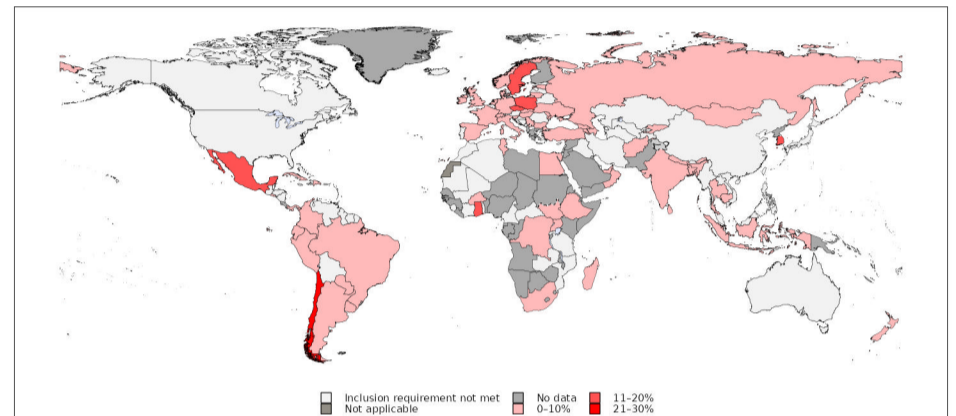 Inclusion requirement not met
Not applicable
No data
0–10%
11–20%
21–30%